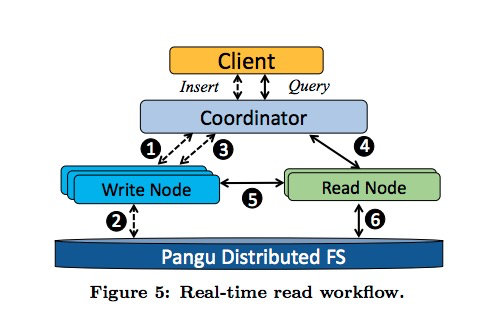 Client
Insert
Query
Coordinator
1
3
4
Write Node
5
Read Node
2
6
Pangu Distributed FS
Figure 5: Real-time read workflow.